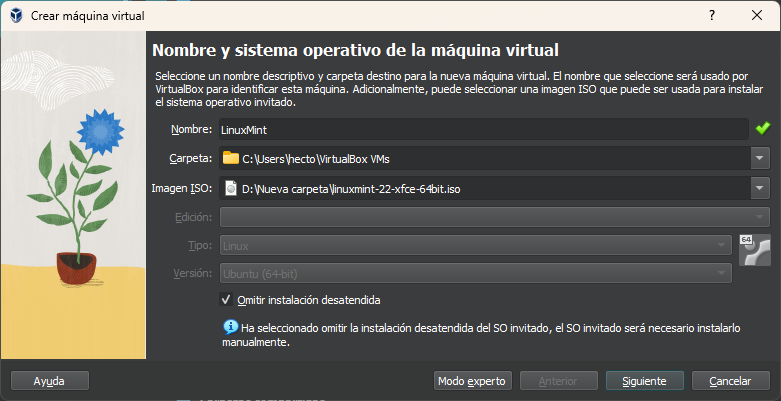 Crear máquina virtual
Nombre y sistema operativo de la máquina virtual
Seleccione un nombre descriptivo y carpeta destino para la nueva máquina virtual. El nombre que seleccione será usado por
VirtualBox para identificar esta máquina. Adicionalmente, puede seleccionar una imagen ISO que puede ser usada para instalar
el sistema operativo invitado.
Nombre: LinuxMint
Carpeta: C:\Users\hecto\VirtualBox VMs
Imagen ISO: D:\Nueva carpeta\linuxmint-22-xfce-64bit.iso
Edición:
Tipo: Linux
64
Versión: Ubuntu (64-bit)
Omitir instalación desatendida
Ha seleccionado omitir la instalación desatendida del SO invitado, el SO invitado será necesario instalarlo
manualmente.
Ayuda Modo experto Anterior Siguiente Cancelar